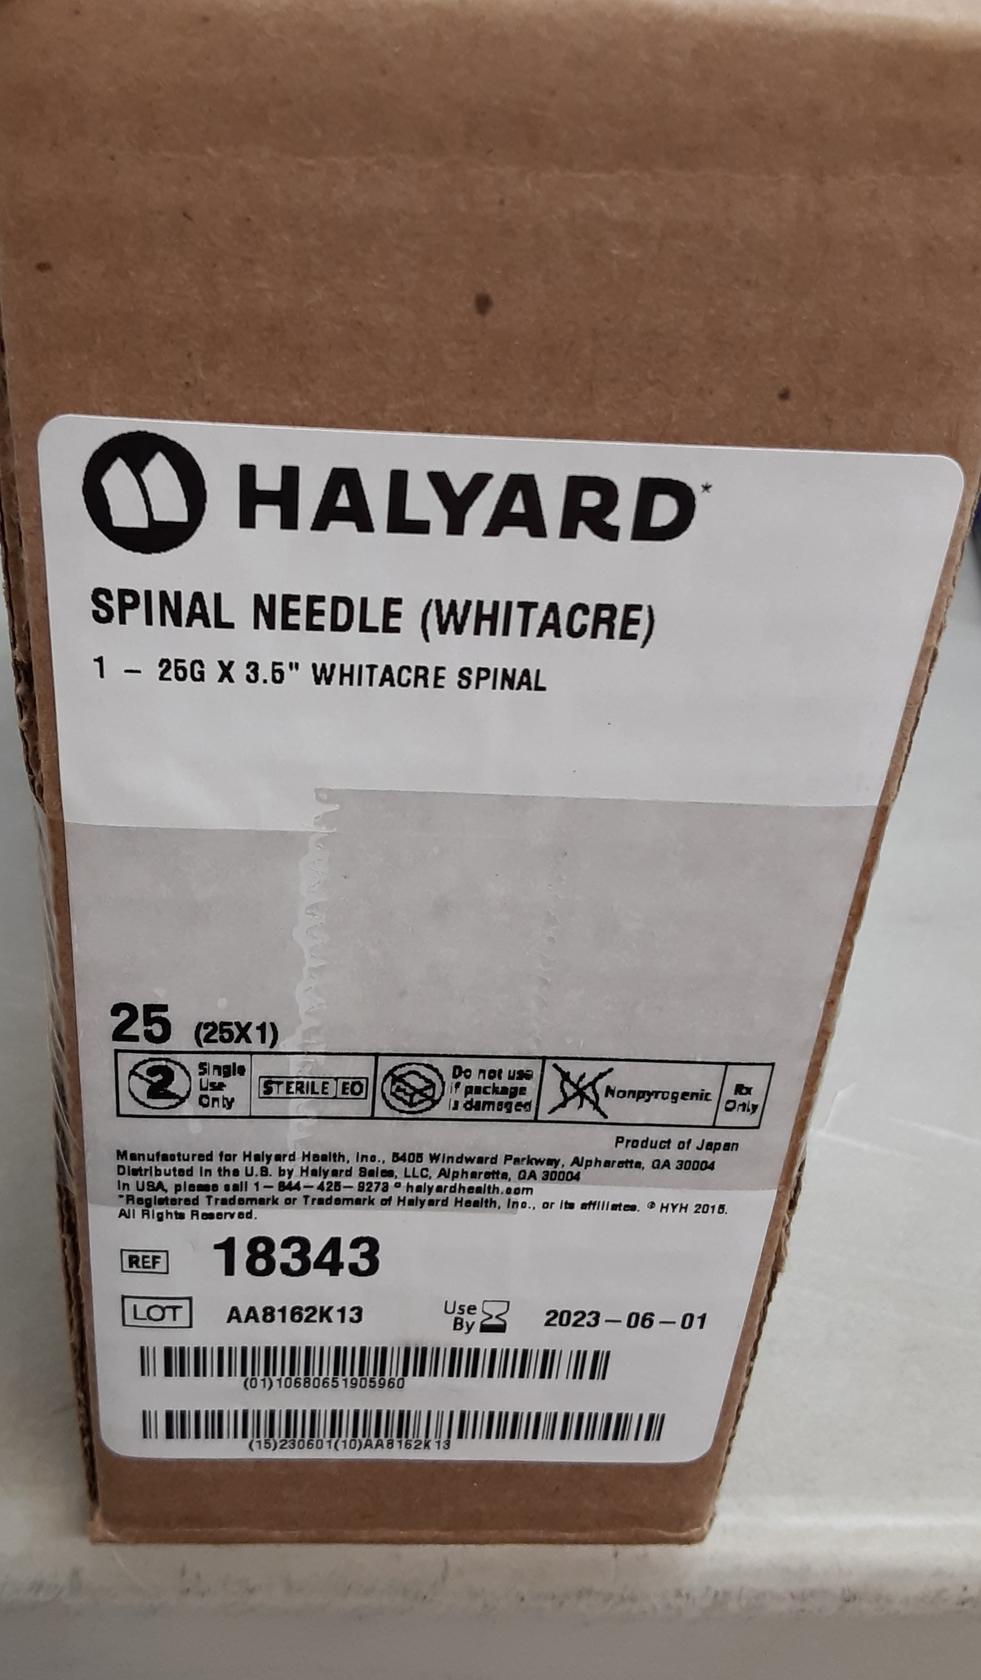 HALYARD*
SPINAL NEEDLE (WHITACRE)
1 – 25G X 3.5" WHITACRE SPINAL
25 (25X1)
2 Single Use Only
STERILE EO
Do not use if package is damaged
Nonpyrogenic
Rx Only
Product of Japan
Manufactured for Halyard Health, Inc., 5405 Windward Parkway, Alpharetta, GA 30004
Distributed in the U.S. by Halyard Sales, LLC, Alpharetta, GA 30004
In USA, please call 1-844-425-9273 • halyardhealth.com
*Registered Trademark or Trademark of Halyard Health, Inc., or its affiliates. © HYH 2015.
All Rights Reserved.
REF 18343
LOT AA8162K13 Use By 2023-06-01
(01)10680651905960
(15)230601(10)AA8162K13